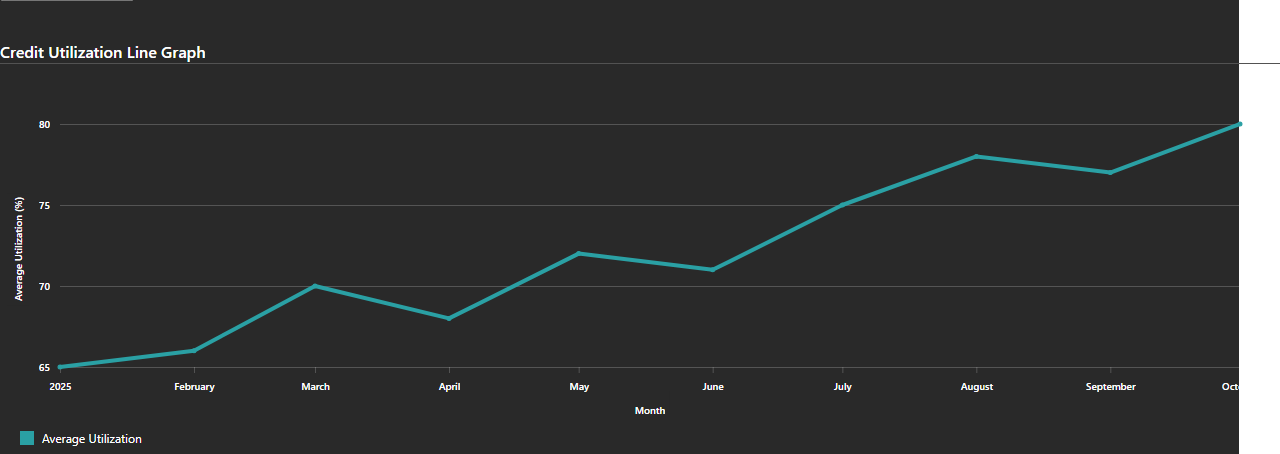 Credit Utilization Line Graph
80
75
70
65
Average Utilization (%)
2025 February March April May June July August September
Month
Average Utilization